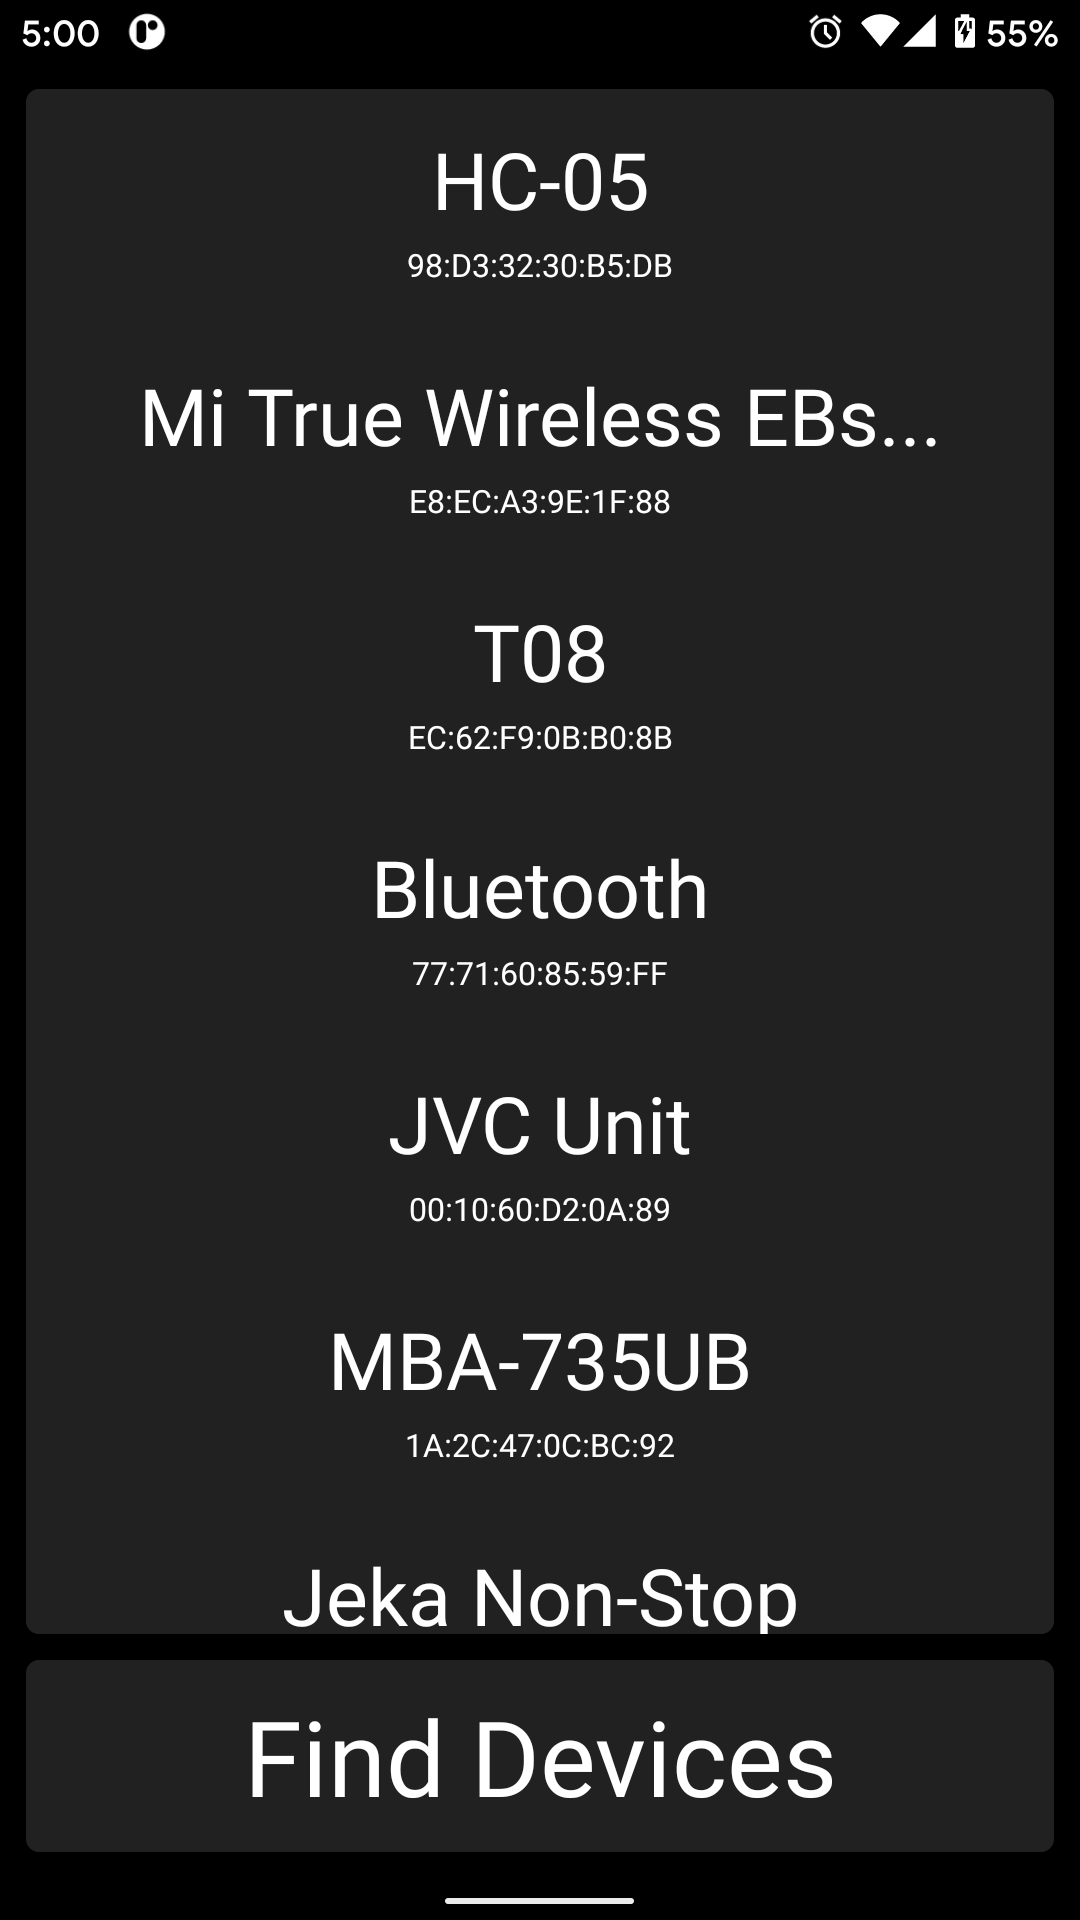 5:00
55%
HC-05
98:D3:32:30:B5:DB
Mi True Wireless EBs...
E8:EC:A3:9E:1F:88
T08
EC:62:F9:0B:B0:8B
Bluetooth
77:71:60:85:59:FF
JVC Unit
00:10:60:D2:0A:89
MBA-735UB
1A:2C:47:0C:BC:92
Jeka Non-Stop
Find Devices